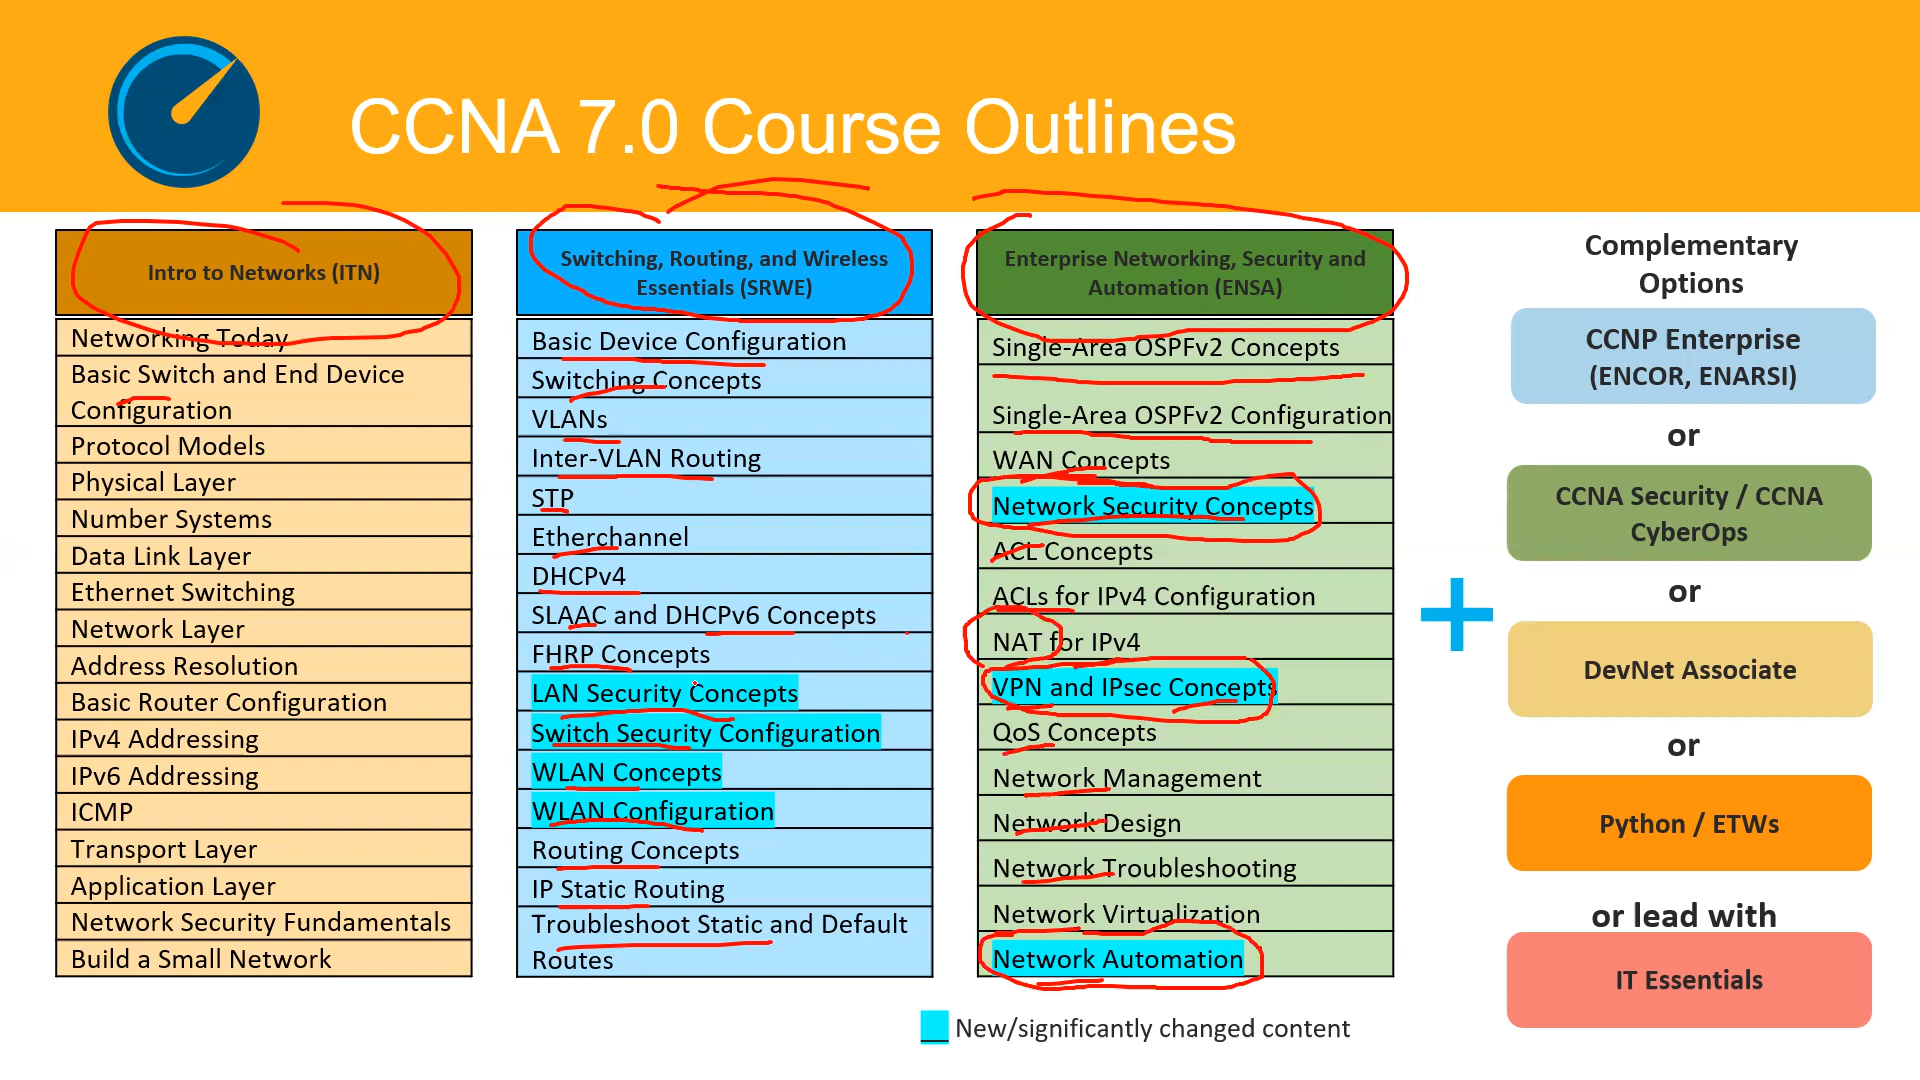 CCNA 7.0 Course Outlines
Intro to Networks (ITN)
Networking Today
Basic Switch and End Device
Configuration
Protocol Models
Physical Layer
Number Systems
Data Link Layer
Ethernet Switching
Network Layer
Address Resolution
Basic Router Configuration
IPv4 Addressing
IPv6 Addressing
ICMP
Transport Layer
Application Layer
Network Security Fundamentals
Build a Small Network
Switching, Routing, and Wireless
Essentials (SRWE)
Basic Device Configuration
Switching Concepts
VLANs
Inter-VLAN Routing
STP
Etherchannel
DHCPv4
SLAAC and DHCPv6 Concepts
FHRP Concepts
LAN Security Concepts
Switch Security Configuration
WLAN Concepts
WLAN Configuration
Routing Concepts
IP Static Routing
Troubleshoot Static and Default
Routes
Enterprise Networking, Security and
Automation (ENSA)
Single-Area OSPFv2 Concepts
Single-Area OSPFv2 Configuration
WAN Concepts
Network Security Concepts
ACL Concepts
ACLs for IPv4 Configuration
NAT for IPv4
VPN and IPsec Concepts
QoS Concepts
Network Management
Network Design
Network Troubleshooting
Network Virtualization
Network Automation
New/significantly changed content
Complementary
Options
CCNP Enterprise
(ENCOR, ENARSI)
or
CCNA Security / CCNA
CyberOps
or
DevNet Associate
or
Python / ETWs
or lead with
IT Essentials